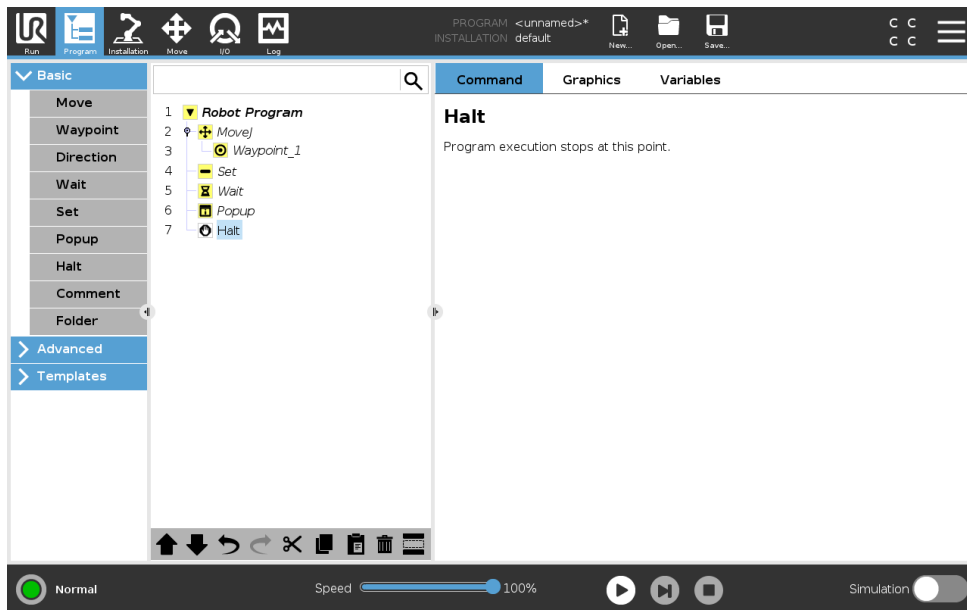 UR
Run
Program
Installation
Move
I/O
Log
PROGRAM <unnamed>*
INSTALLATION default
New...
Open...
Save...
C C
C C
Basic
Move
Waypoint
Direction
Wait
Set
Popup
Halt
Comment
Folder
Advanced
Templates
1 Robot Program
2 MoveJ
3 Waypoint_1
4 Set
5 Wait
6 Popup
7 Halt
Command Graphics Variables
Halt
Program execution stops at this point.
Normal
Speed 100%
Simulation